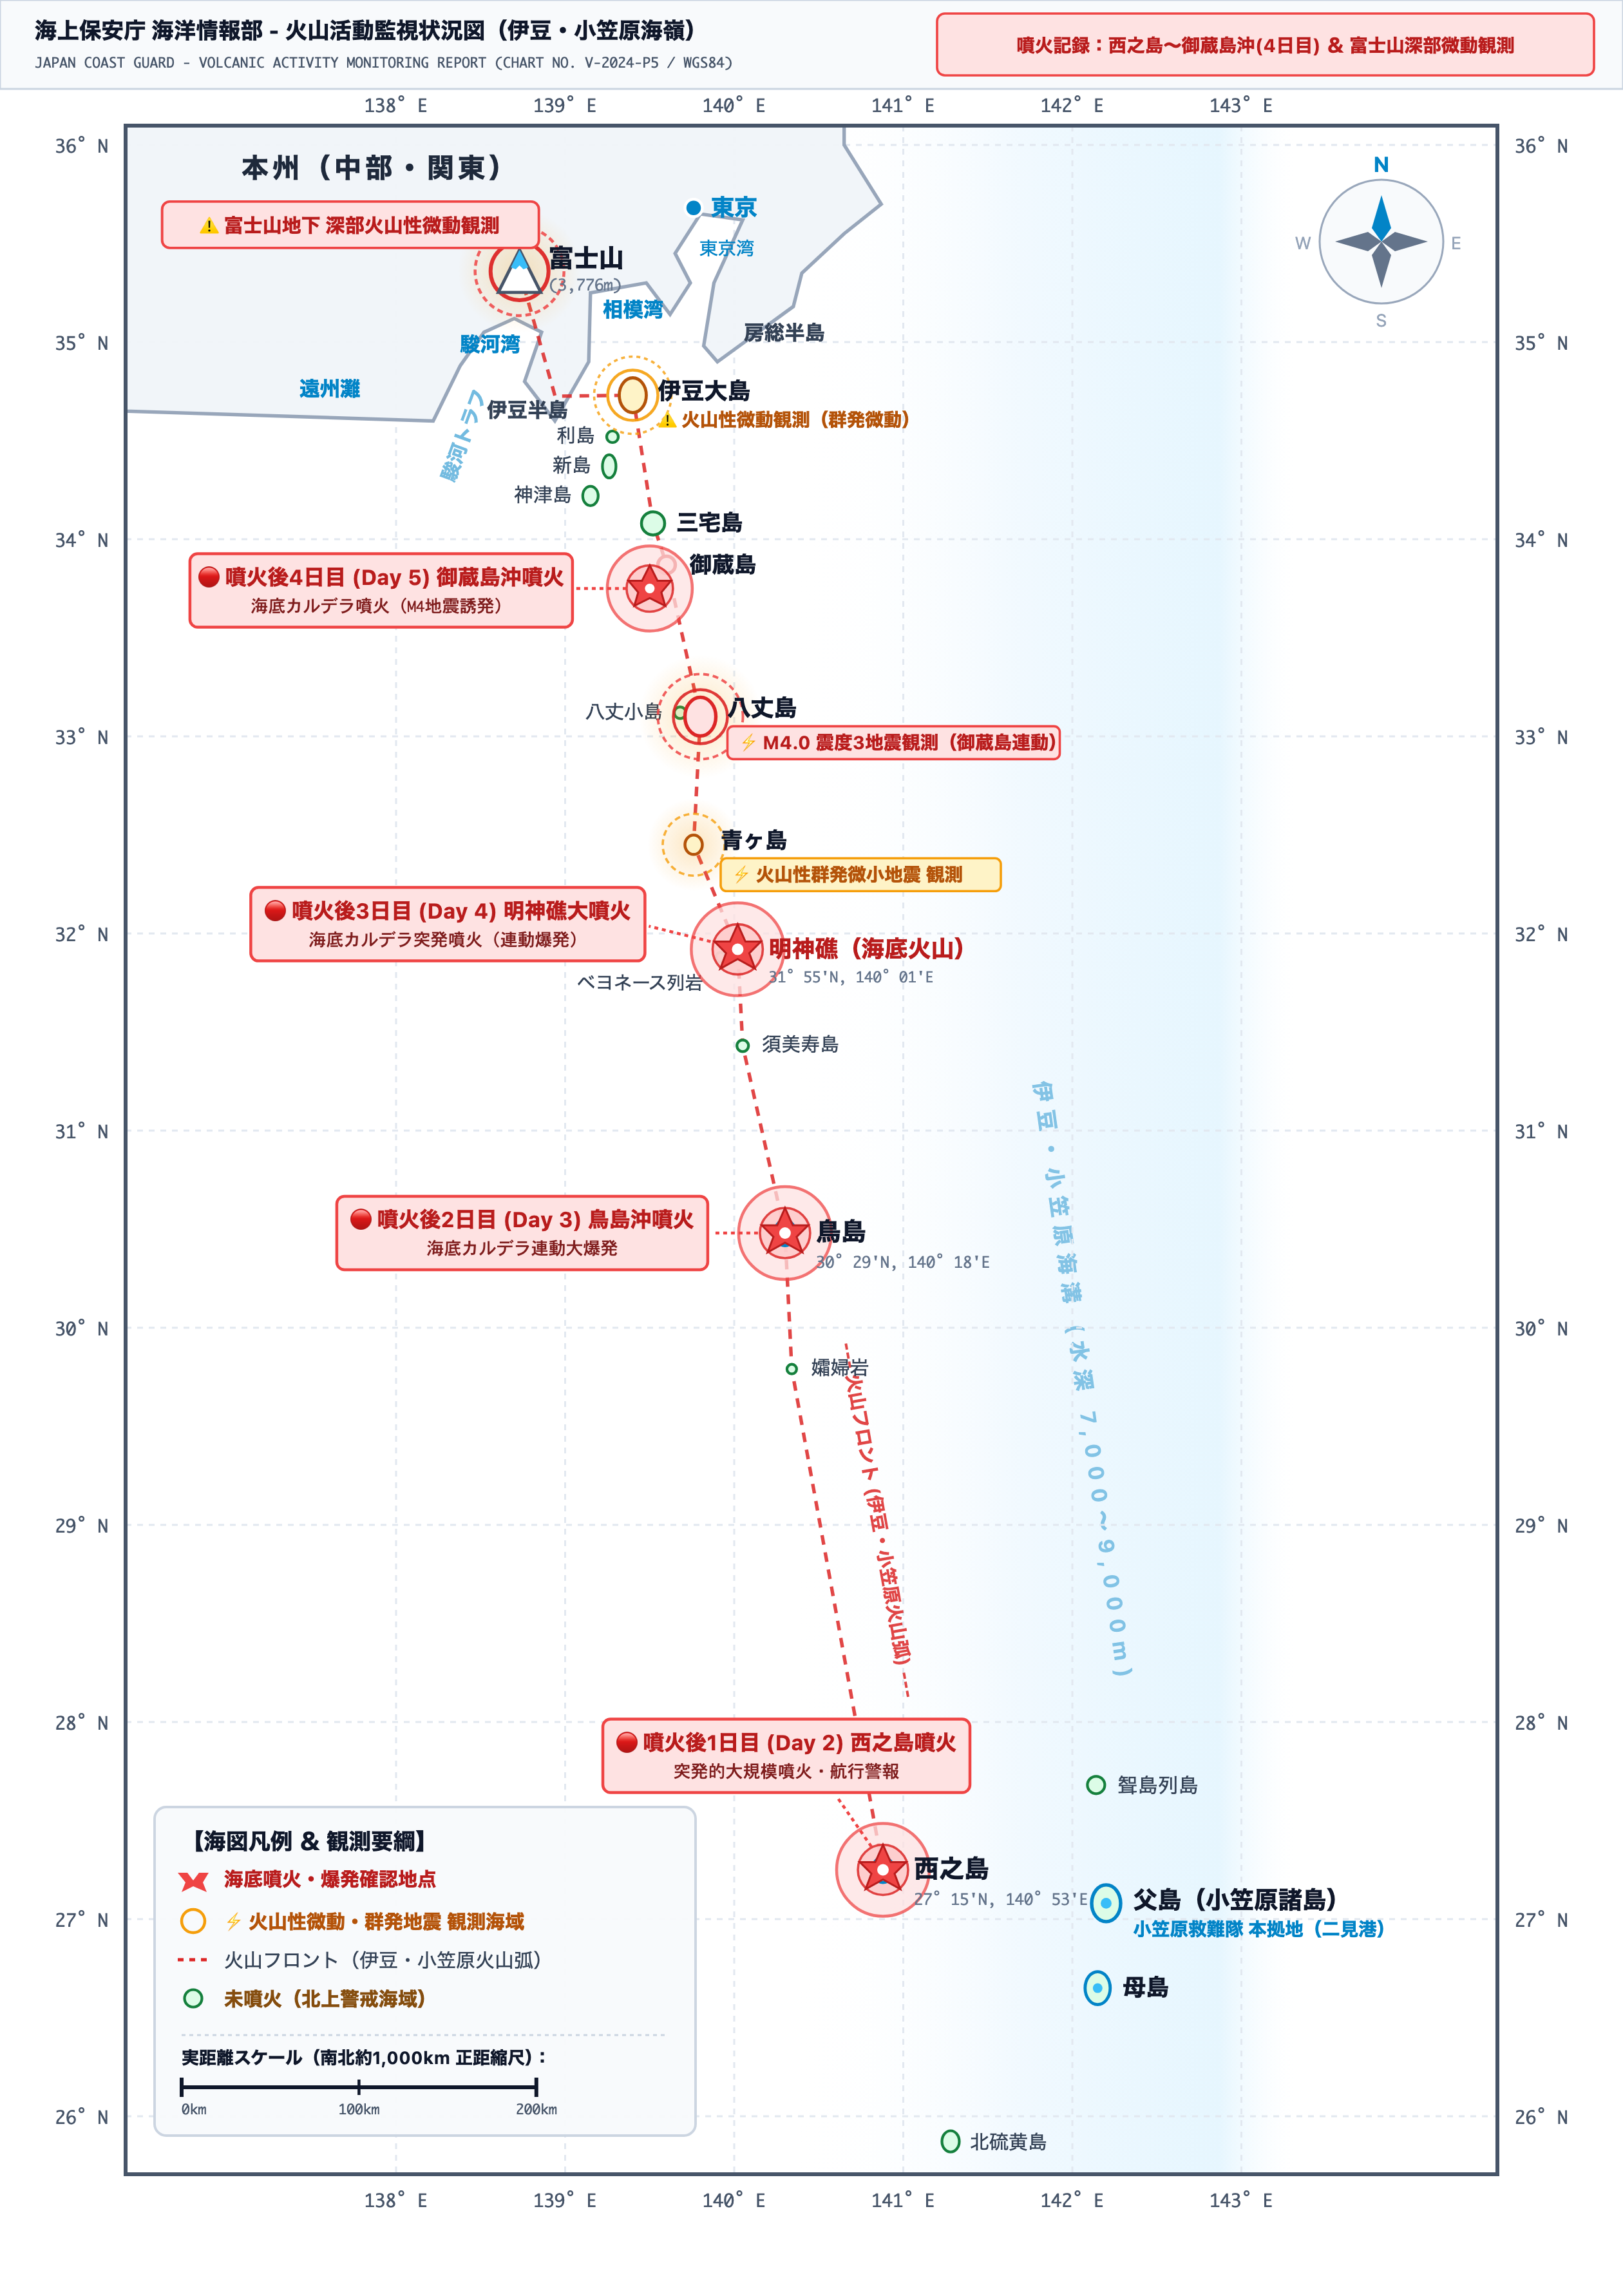 海上保安庁 海洋情報部 - 火山活動監視状況図（伊豆・小笠原海嶺）
JAPAN COAST GUARD - VOLCANIC ACTIVITY MONITORING REPORT (CHART NO. V-2024-P5 / WGS84)
噴火記録：西之島〜御蔵島沖(4日目) & 富士山深部微動観測
138° E 139° E 140° E 141° E 142° E 143° E
36° N 36° N
本州（中部・関東）
N
W E
S
東京
⚠ 富士山地下 深部火山性微動観測
東京湾
富士山
(3,776m)
相模湾
房総半島
35° N 35° N
駿河湾
遠州灘
伊豆大島
⚠ 火山性微動観測（群発微動）
伊豆半島
駿河トラフ
利島
新島
神津島
三宅島
34° N 34° N
御蔵島
噴火後4日目 (Day 5) 御蔵島沖噴火
海底カルデラ噴火（M4地震誘発）
八丈小島
八丈島
⚡ M4.0 震度3地震観測（御蔵島連動）
33° N 33° N
青ヶ島
⚡ 火山性群発微小地震 観測
噴火後3日目 (Day 4) 明神礁大噴火
海底カルデラ突発噴火（連動爆発）
32° N 32° N
明神礁（海底火山）
31° 55'N, 140° 01'E
ベヨネース列岩
須美寿島
31° N 31° N
伊豆・小笠原海溝（水深 7,000〜9,000m）
噴火後2日目 (Day 3) 鳥島沖噴火
海底カルデラ連動大爆発
鳥島
30° 29'N, 140° 18'E
30° N 30° N
孀婦岩
火山フロント（伊豆・小笠原火山弧）
29° N 29° N
28° N 28° N
噴火後1日目 (Day 2) 西之島噴火
突発的大規模噴火・航行警報
聟島列島
西之島
27° 15'N, 140° 53'E
父島（小笠原諸島）
小笠原救難隊 本拠地（二見港）
27° N 27° N
母島
【海図凡例 & 観測要綱】
海底噴火・爆発確認地点
⚡ 火山性微動・群発地震 観測海域
火山フロント（伊豆・小笠原火山弧）
未噴火（北上警戒海域）
実距離スケール（南北約1,000km 正距縮尺）：
0km 100km 200km
26° N 26° N
北硫黄島
138° E 139° E 140° E 141° E 142° E 143° E